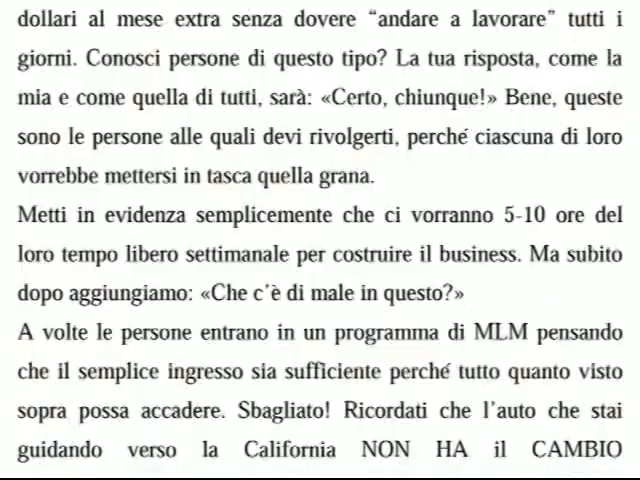 dollari al mese extra senza dovere “andare a lavorare” tutti i
giorni. Conosci persone di questo tipo? La tua risposta, come la
mia e come quella di tutti, sarà: «Certo, chiunque!» Bene, queste
sono le persone alle quali devi rivolgerti, perché ciascuna di loro
vorrebbe mettersi in tasca quella grana.
Metti in evidenza semplicemente che ci vorranno 5-10 ore del
loro tempo libero settimanale per costruire il business. Ma subito
dopo aggiungiamo: «Che c’è di male in questo?»
A volte le persone entrano in un programma di MLM pensando
che il semplice ingresso sia sufficiente perché tutto quanto visto
sopra possa accadere. Sbagliato! Ricordati che l’auto che stai
guidando verso la California NON HA il CAMBIO